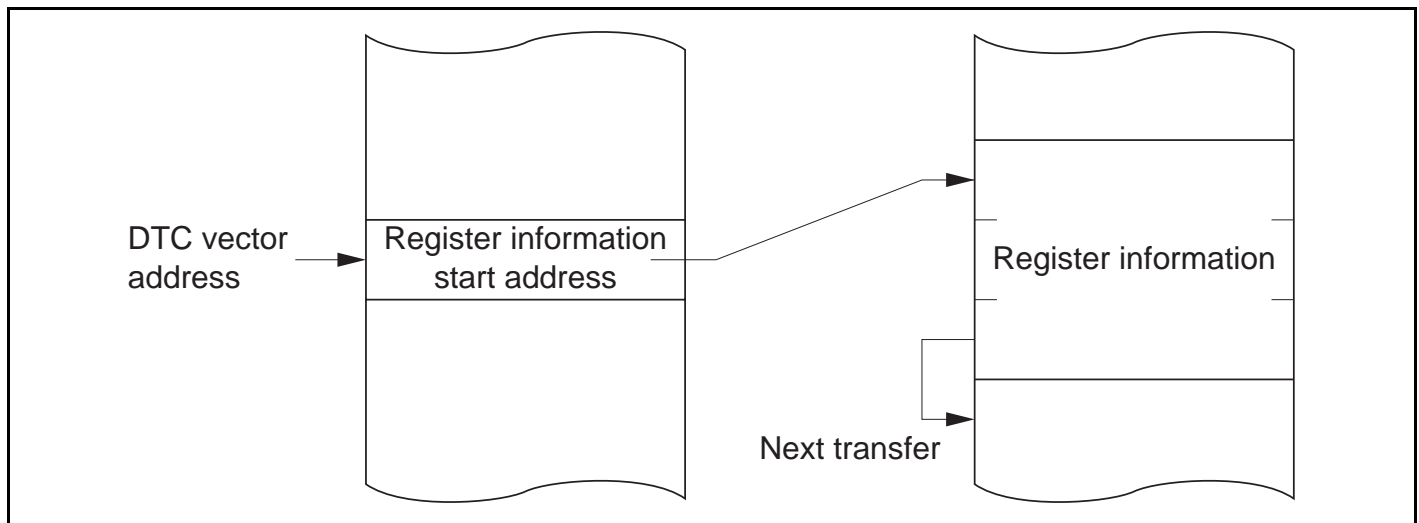 DTC vector
address
Register information
start address
Register information
Next transfer